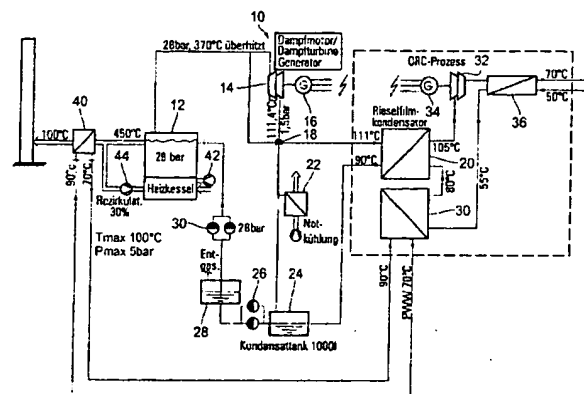 10
28bar, 370°C überhitzt
Dampfmotor/
Dampfturbine
Generator
ORC-Prozess
32
70°C
50°C
40
12
14
G
16
G
34
36
111,4°C
1,5bar
18
Rieselfilm-
kondensator
100°C
450°C
28 bar
111°C
105°C
20
90°C
44
42
Heizkessel
22
80°C
55°C
30
90°C
70°C
Rezirkulat.
30%
Tmax 100°C
Pmax 5bar
30
28bar
Not-
kühlung
Ent-
gas.
26
24
28
Kondensattank 1000l
90°C
PWW 70°C